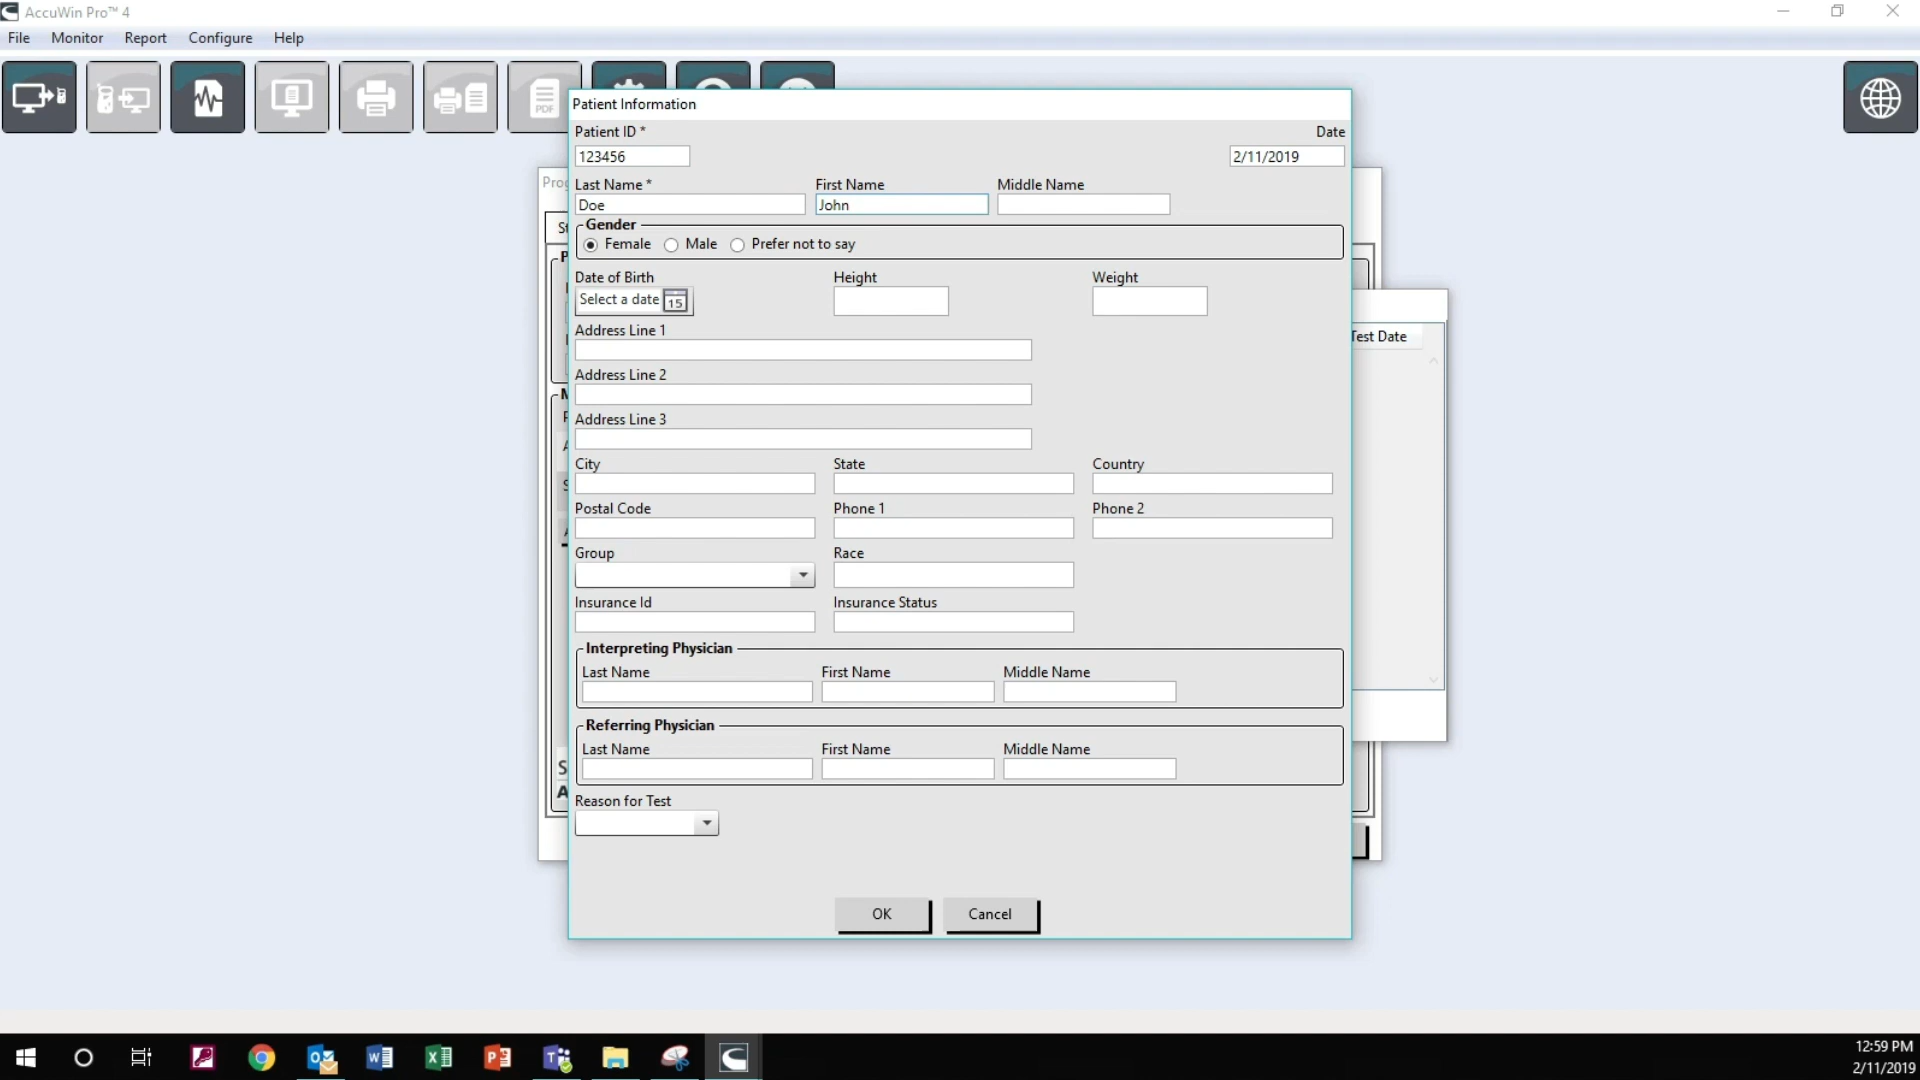 AccuWin Pro™ 4
File Monitor Report Configure Help
PDF
Patient Information
Patient ID * Date
123456 2/11/2019
Last Name * First Name Middle Name
Doe John
Gender
Female Male Prefer not to say
Date of Birth Height Weight
Select a date 15
Address Line 1
Test Date
Address Line 2
Address Line 3
City State Country
Postal Code Phone 1 Phone 2
Group Race
Insurance Id Insurance Status
Interpreting Physician
Last Name First Name Middle Name
Referring Physician
Last Name First Name Middle Name
Reason for Test
OK Cancel
12:59 PM
2/11/2019